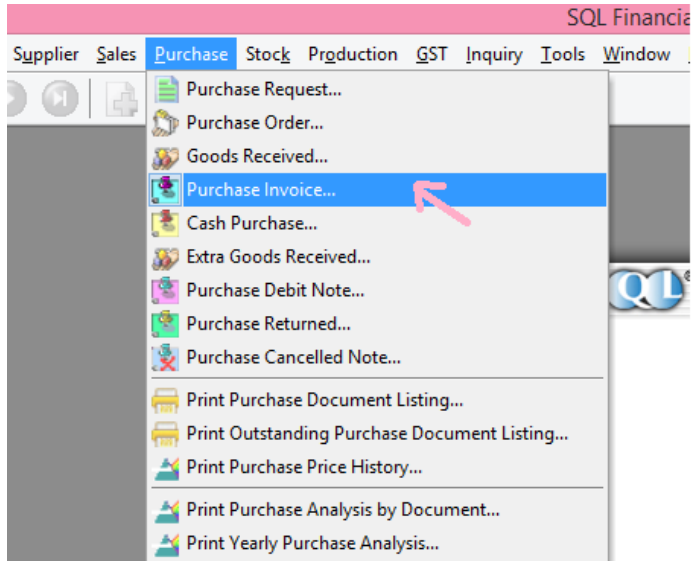 SQL Financia
Supplier Sales Purchase Stock Production GST Inquiry Tools Window
Purchase Request...
Purchase Order...
Goods Received...
Purchase Invoice...
Cash Purchase...
Extra Goods Received...
Purchase Debit Note...
Purchase Returned...
Purchase Cancelled Note...
Print Purchase Document Listing...
Print Outstanding Purchase Document Listing...
Print Purchase Price History...
Print Purchase Analysis by Document...
Print Yearly Purchase Analysis...
QL